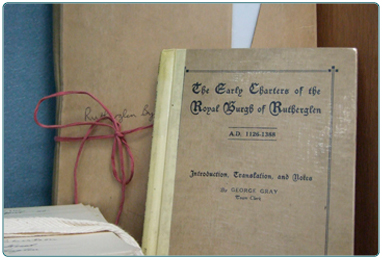 Rutherglen
The Early Charters of the
Royal Burgh of Rutherglen
A.D. 1126-1388
Introduction, Translation, and Notes
By GEORGE GRAY
Town Clerk